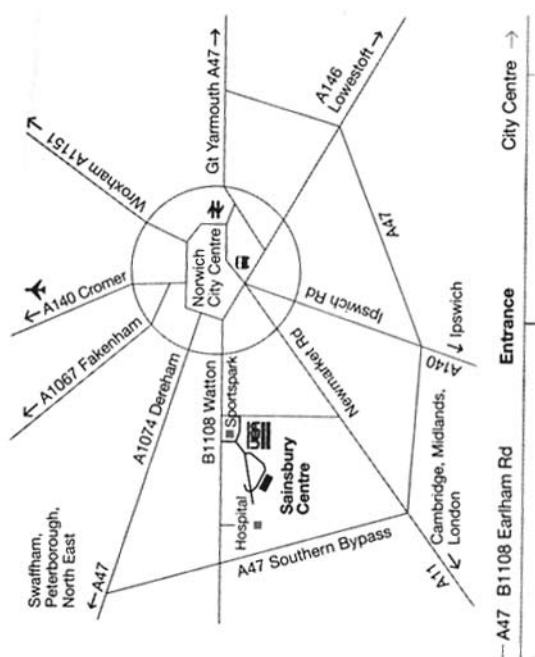 Swaffham,
Peterborough,
North East
← A47
A1074 Dereham
← A1067 Fakenham
← A140 Cromer
Wroxham A1151 →
Norwich
City Centre
Gt Yarmouth A47 →
A146
Lowestoft →
B1108 Watton
Sportspark
UEA
Hospital
Sainsbury
Centre
Newmarket Rd
Ipswich Rd
A47
A47 Southern Bypass
A11
Cambridge, Midlands,
London
A140
Ipswich
A47 B1108 Earlham Rd
Entrance
City Centre →